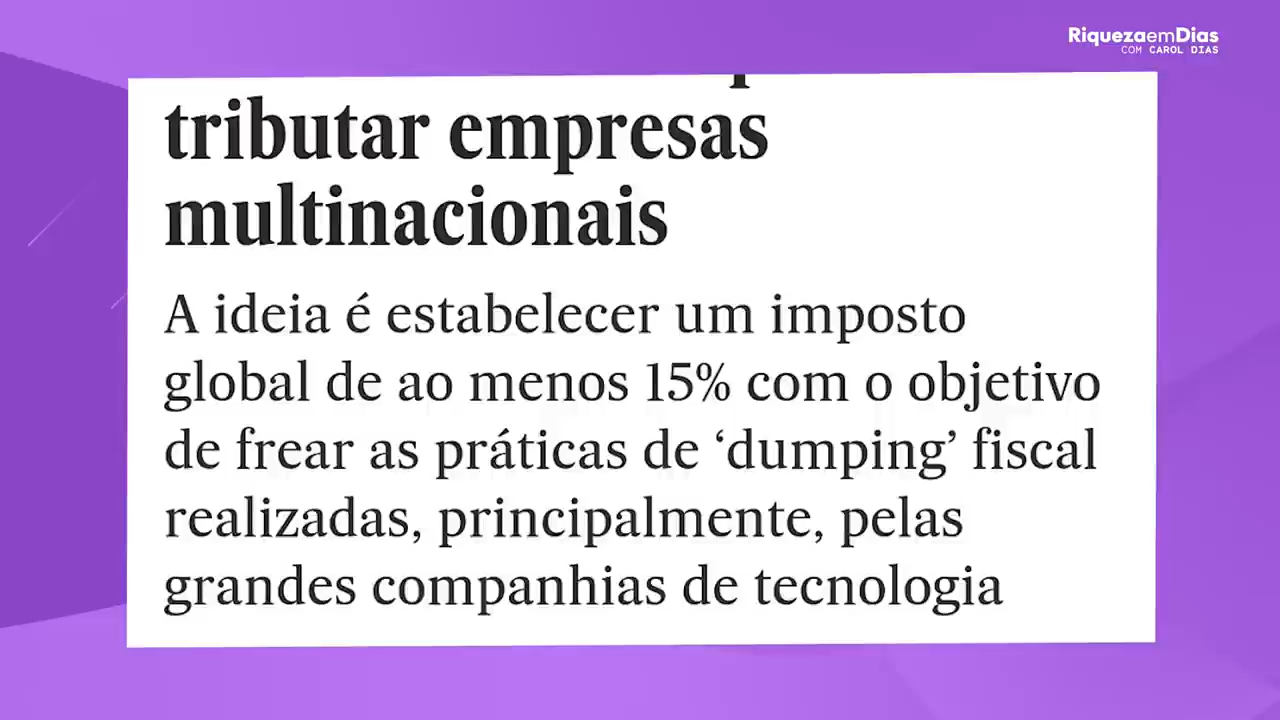 RiquezaemDias
COM CAROL DIAS
tributar empresas
multinacionais
A ideia é estabelecer um imposto
global de ao menos 15% com o objetivo
de frear as práticas de ‘dumping’ fiscal
realizadas, principalmente, pelas
grandes companhias de tecnologia